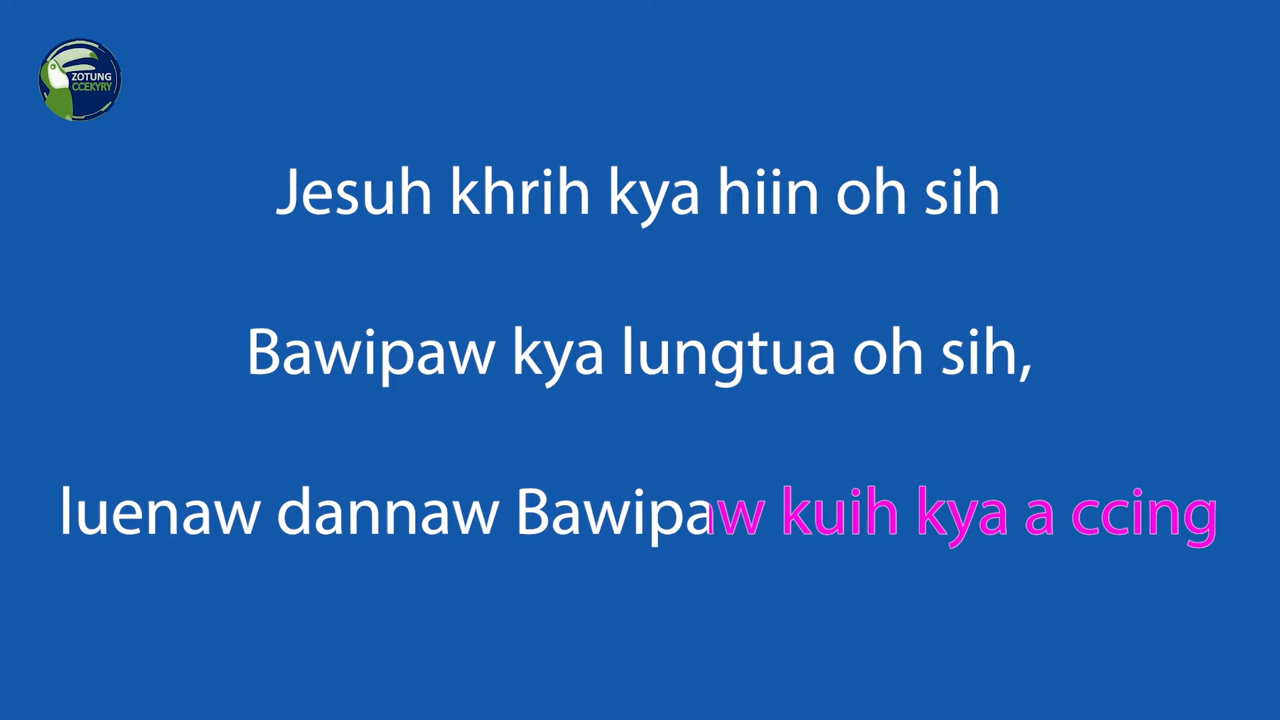 ZOTUNG
CCEKYRY
Jesuh khrih kya hiin oh sih
Bawipaw kya lungtua oh sih,
luenaw dannaw Bawipaw kuih kya a ccing